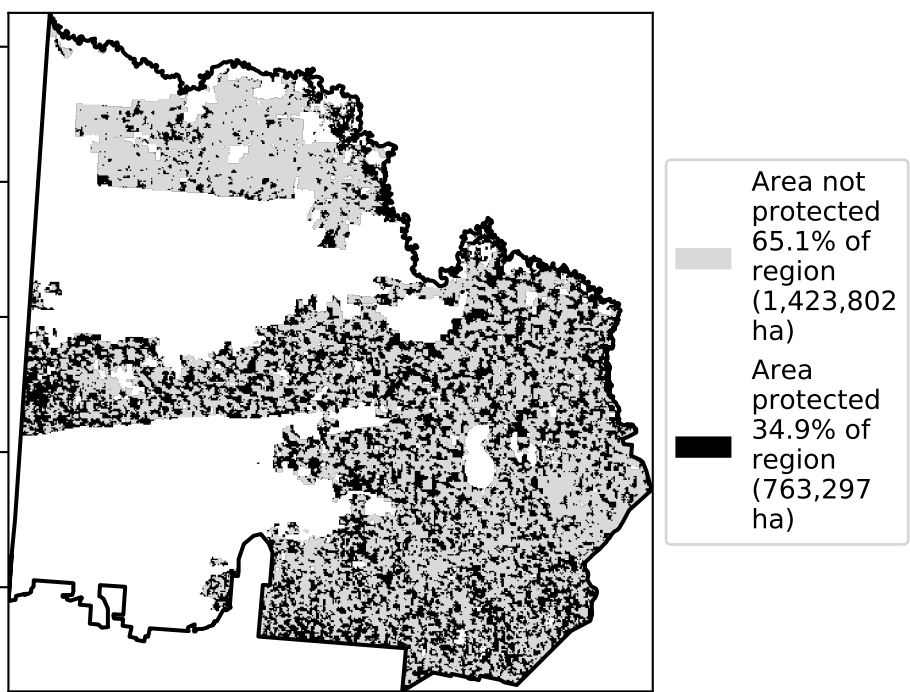 Area not
protected
65.1% of
region
(1,423,802
ha)
Area
protected
34.9% of
region
(763,297
ha)